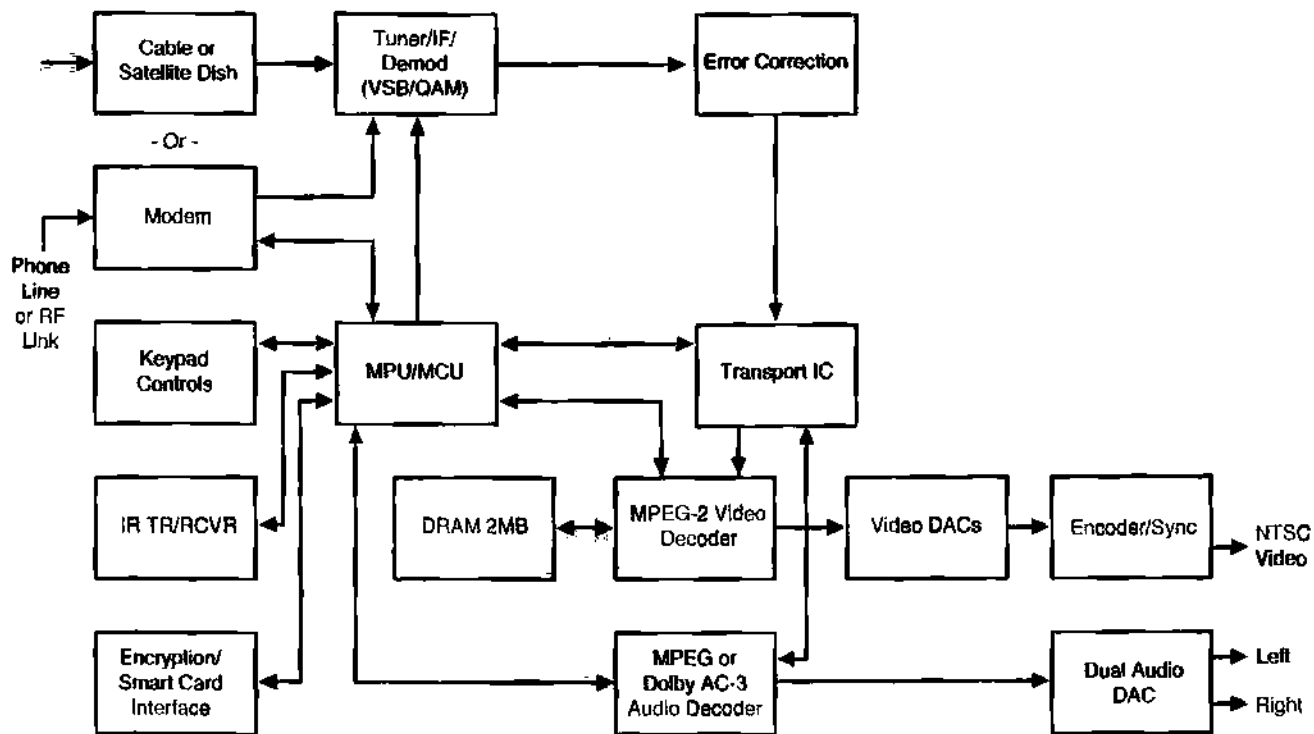 Cable or
Satellite Dish
Tuner/IF/
Demod
(VSB/QAM)
Error Correction
- Or -
Modem
Phone
Line
or RF
Link
Keypad
Controls
MPU/MCU
Transport IC
IR TR/RCVR
DRAM 2MB
MPEG-2 Video
Decoder
Video DACs
Encoder/Sync
NTSC
Video
Encryption/
Smart Card
Interface
MPEG or
Dolby AC-3
Audio Decoder
Dual Audio
DAC
Left
Right